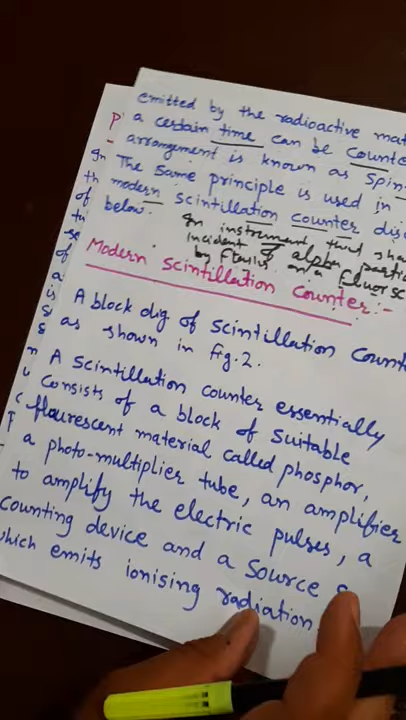 emitted by the radioactive mat
a certain time can be counte
arrangement is known as Spin
The same principle is used in
modern scintillation counter dis
below.
In instrument that sha
incident of alpha partic
by on a fluorsc
Modern scintillation Counter:-
A block dig of scintillation Count
as shown in fig:2.
A scintillation counter essentially
consists of a block of suitable
flourescent material called phosphor,
a photo-multiplier tube, an amplifier
to amplify the electric pulses, a
counting device and a Source
which emits ionising radiation